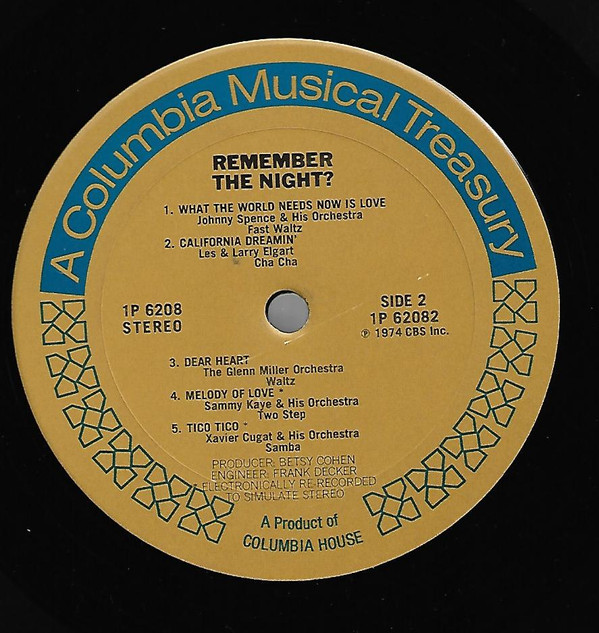 A Columbia Musical Treasury
REMEMBER
THE NIGHT?
1. WHAT THE WORLD NEEDS NOW IS LOVE
Johnny Spence & His Orchestra
Fast Waltz
2. CALIFORNIA DREAMIN'
Les & Larry Elgart
Cha Cha
1P 6208
STEREO
SIDE 2
1P 62082
℗ 1974 CBS Inc.
3. DEAR HEART
The Glenn Miller Orchestra
Waltz
4. MELODY OF LOVE *
Sammy Kaye & His Orchestra
Two Step
5. TICO TICO *
Xavier Cugat & His Orchestra
Samba
PRODUCER: BETSY COHEN
ENGINEER: FRANK DECKER
* ELECTRONICALLY RE-RECORDED
TO SIMULATE STEREO
A Product of
COLUMBIA HOUSE